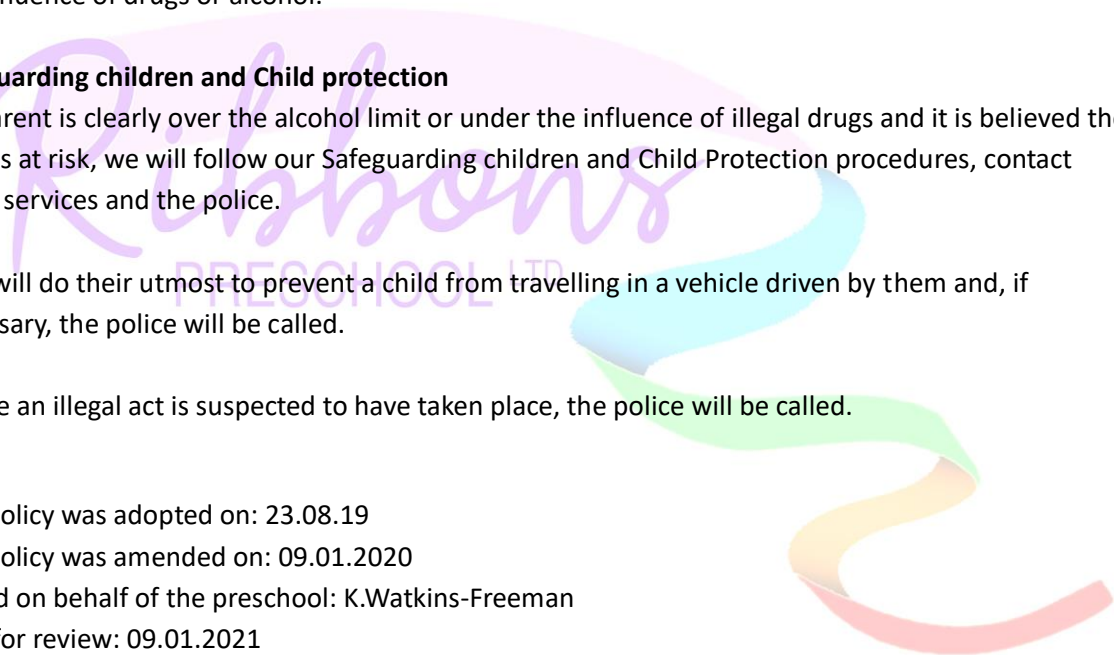 nfluence of drugs or alcohol.
uarding children and Child protection
arent is clearly over the alcohol limit or under the influence of illegal drugs and it is believed the
s at risk, we will follow our Safeguarding children and Child Protection procedures, contact
services and the police.
will do their utmost to prevent a child from travelling in a vehicle driven by them and, if
sary, the police will be called.
e an illegal act is suspected to have taken place, the police will be called.
olicy was adopted on: 23.08.19
olicy was amended on: 09.01.2020
d on behalf of the preschool: K.Watkins-Freeman
for review: 09.01.2021
Ribbons
PRESCHOOL LTD